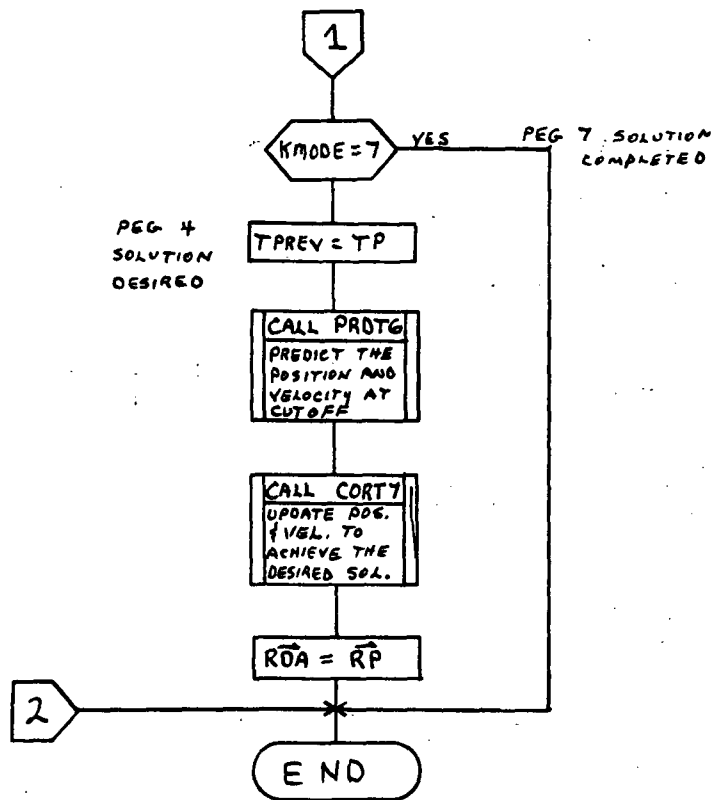 1
KMODE = 7
YES
PEG 7 SOLUTION
COMPLETED
PEG 4
SOLUTION
DESIRED
TPREV = TP
CALL PRDT6
PREDICT THE
POSITION AND
VELOCITY AT
CUTOFF
CALL CORT7
UPDATE POS.
& VEL. TO
ACHIEVE THE
DESIRED SOL.
RDA = RP
2
END